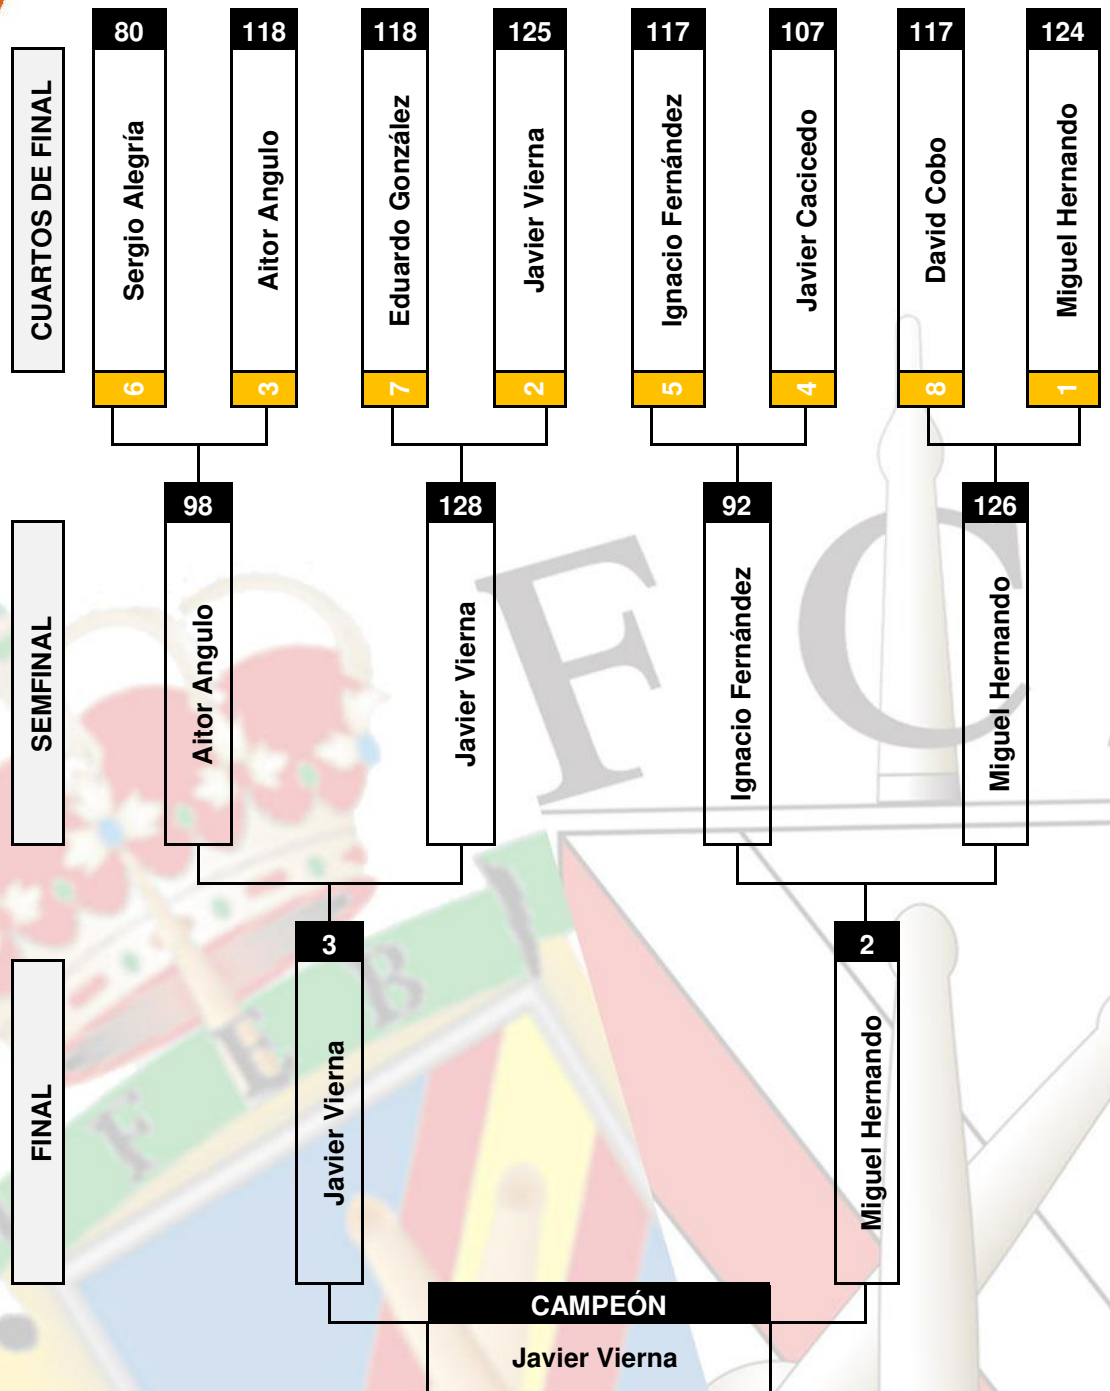 80 118 118 125 117 107 117 124
CUARTOS DE FINAL
Sergio Alegría
Aitor Angulo
Eduardo González
Javier Vierna
Ignacio Fernández
Javier Cacicedo
David Cobo
Miguel Hernando
6 3 7 2 5 4 8 1
98 128 92 126
SEMFINAL
Aitor Angulo
Javier Vierna
Ignacio Fernández
Miguel Hernando
F C
3 2
FINAL
Javier Vierna
Miguel Hernando
F E B
CAMPEÓN
Javier Vierna